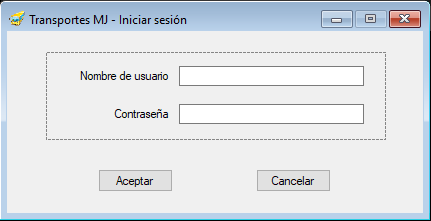 Transportes MJ - Iniciar sesión
Nombre de usuario
Contraseña
Aceptar Cancelar